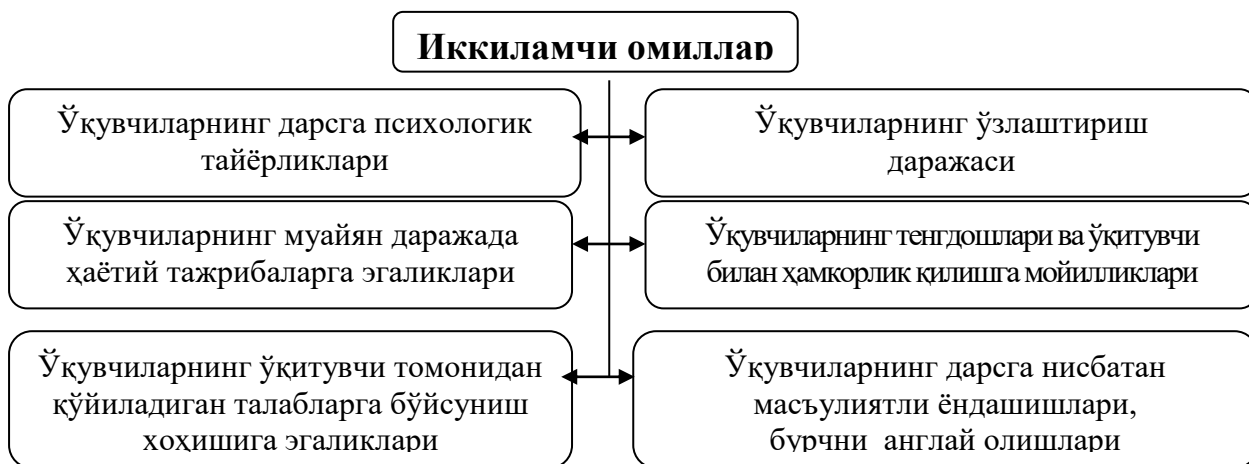 Иккиламчи омиллар
Ўқувчиларнинг дарсга психологик
тайёрликлари
Ўқувчиларнинг ўзлаштириш
даражаси
Ўқувчиларнинг муайян даражада
ҳаётий тажрибаларга эгаликлари
Ўқувчиларнинг тенгдошлари ва ўқитувчи
билан ҳамкорлик қилишга мойилликлари
Ўқувчиларнинг ўқитувчи томонидан
қўйиладиган талабларга бўйсуниш
хоҳишига эгаликлари
Ўқувчиларнинг дарсга нисбатан
масъулиятли ёндашишлари,
бурчни англай олишлари